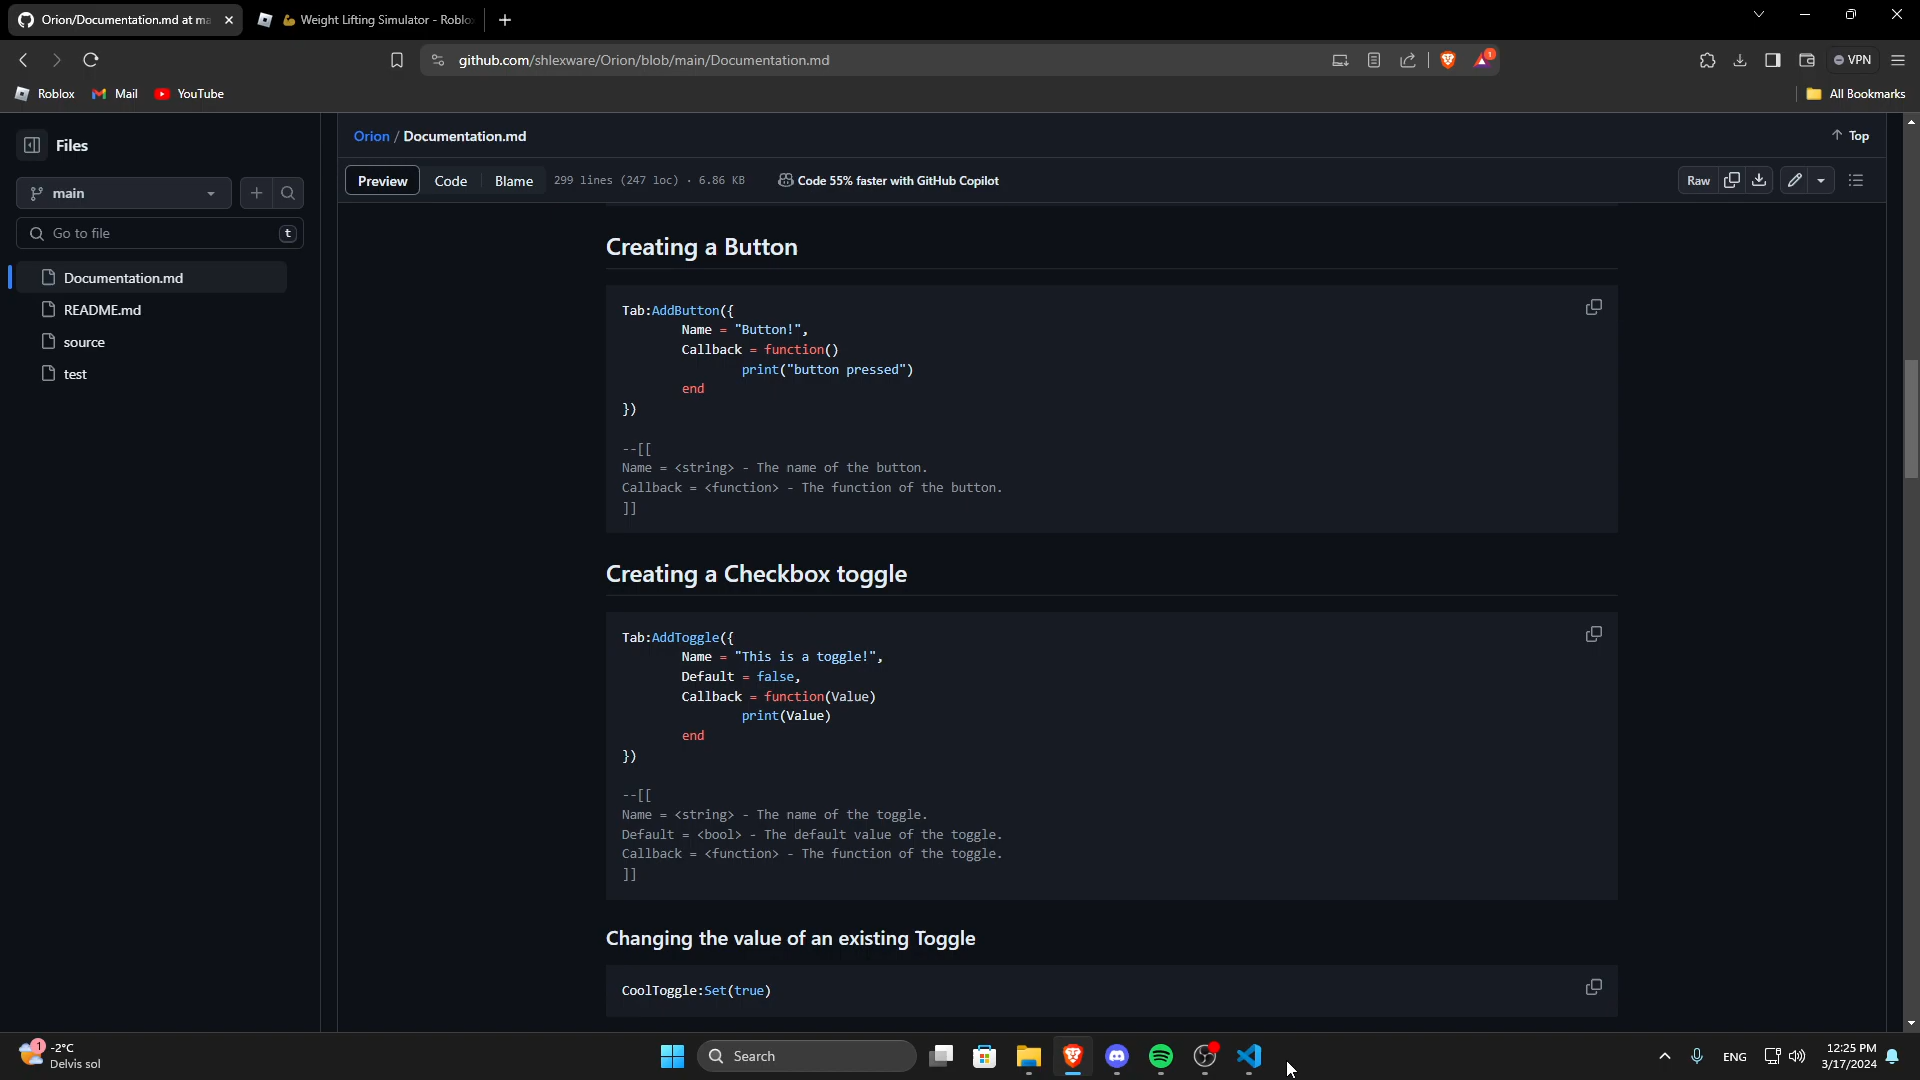 Orion/Documentation.md at ma
💪 Weight Lifting Simulator - Roblo
github.com/shlexware/Orion/blob/main/Documentation.md
1
VPN
Roblox
Mail
YouTube
All Bookmarks
Files
main
Go to file
t
Documentation.md
README.md
source
test
Orion / Documentation.md
Top
Preview
Code
Blame
299 lines (247 loc) · 6.86 KB
Code 55% faster with GitHub Copilot
Raw
Creating a Button
Tab:AddButton({
Name = "Button!",
Callback = function()
print("button pressed")
end
})
--[[
Name = <string> - The name of the button.
Callback = <function> - The function of the button.
]]
Creating a Checkbox toggle
Tab:AddToggle({
Name = "This is a toggle!",
Default = false,
Callback = function(Value)
print(Value)
end
})
--[[
Name = <string> - The name of the toggle.
Default = <bool> - The default value of the toggle.
Callback = <function> - The function of the toggle.
]]
Changing the value of an existing Toggle
CoolToggle:Set(true)
1
-2°C
Delvis sol
Search
ENG
12:25 PM
3/17/2024